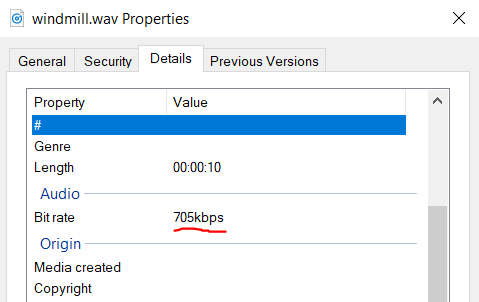 windmill.wav Properties
General Security Details Previous Versions
Property Value
#
Genre
Length 00:00:10
Audio
Bit rate 705kbps
Origin
Media created
Copyright